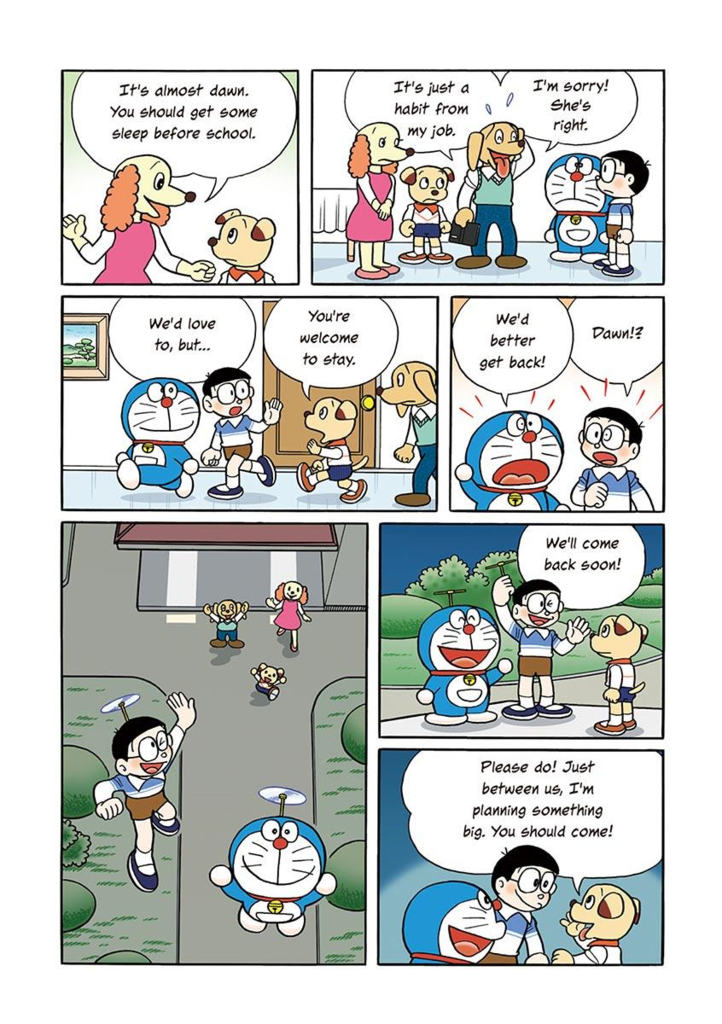 I'm sorry!
She's
right.
It's just a
habit from
my job.
It's almost dawn.
You should get some
sleep before school.
Dawn!?
We'd
better
get back!
You're
welcome
to stay.
We'd love
to, but...
We'll come
back soon!
Please do! Just
between us, I'm
planning something
big. You should come!